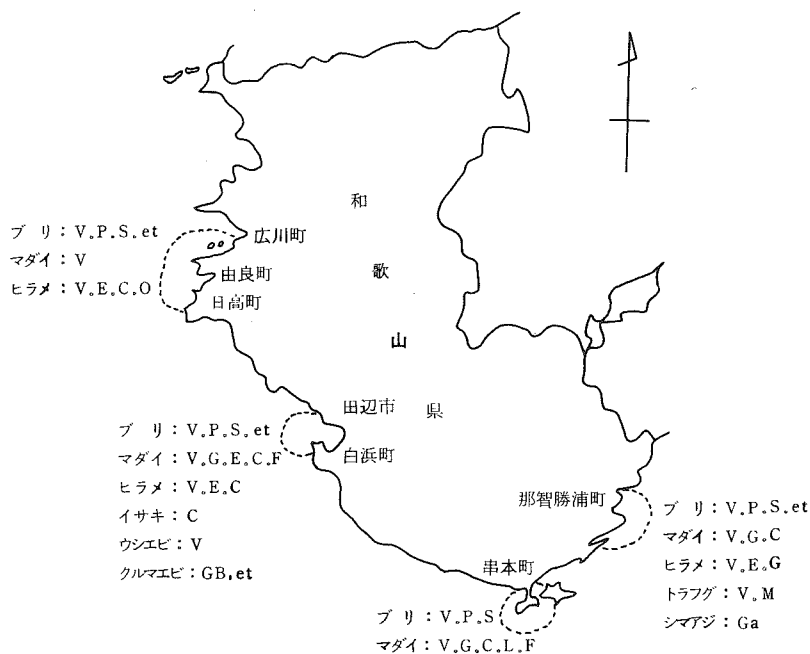 和
歌
山
県
ブリ：V.P.S.et
マダイ：V
ヒラメ：V.E.C.O
広川町
由良町
日高町
田辺市
白浜町
ブリ：V.P.S.et
マダイ：V.G.E.C.F
ヒラメ：V.E.C
イサキ：C
ウシエビ：V
クルマエビ：GB,et
那智勝浦町
ブリ：V.P.S.et
マダイ：V.G.C
ヒラメ：V.E.G
トラフグ：V.M
シマアジ：Ga
串本町
ブリ：V.P.S
マダイ：V.G.C.L.F